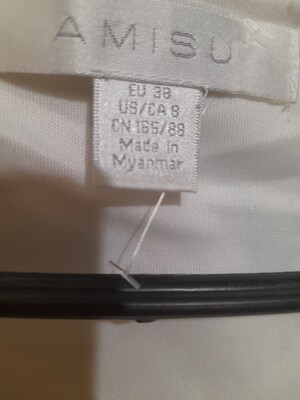 AMISU
EU 38
US/CA 8
CN 165/88
Made in
Myanmar